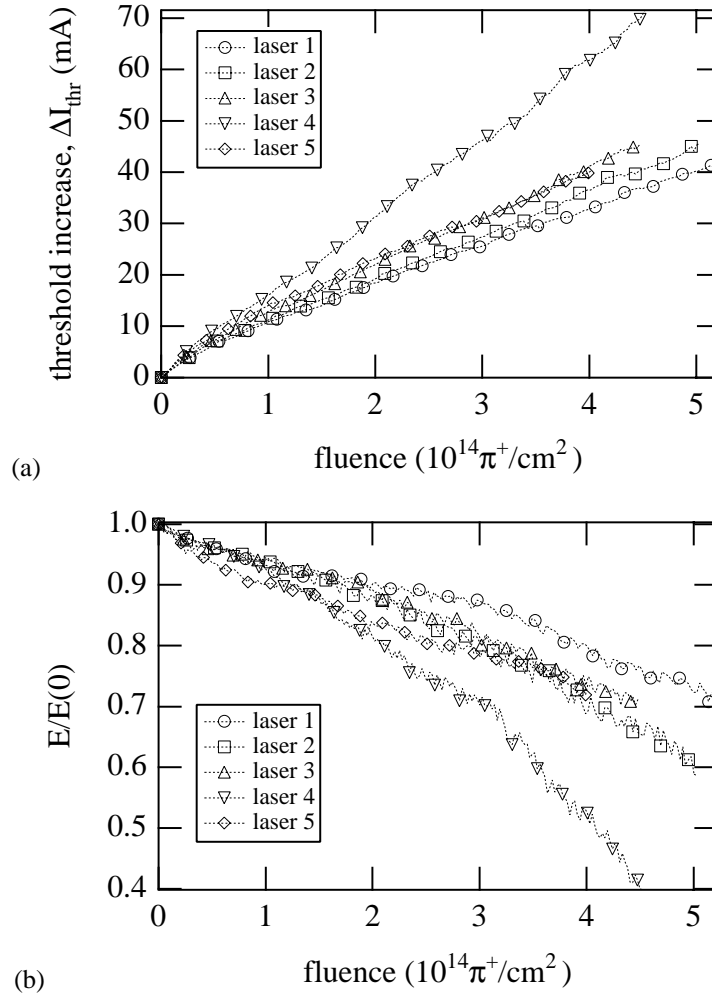 threshold increase, ΔI_thr (mA)
70
60
50
40
30
20
10
0
laser 1
laser 2
laser 3
laser 4
laser 5
0 1 2 3 4 5
fluence (10^14 π^+/cm^2)
(a)
E/E(0)
1.0
0.9
0.8
0.7
0.6
0.5
0.4
laser 1
laser 2
laser 3
laser 4
laser 5
0 1 2 3 4 5
fluence (10^14 π^+/cm^2)
(b)